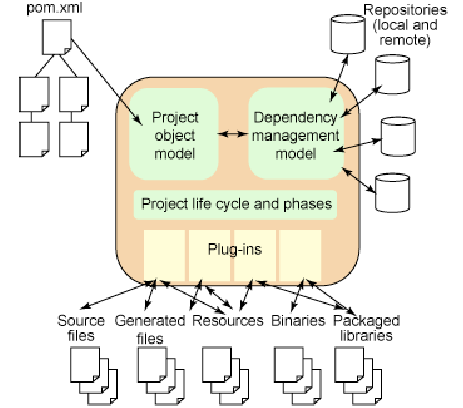 pom.xml
Repositories
(local and
remote)
Project
object
model
Dependency
management
model
Project life cycle and phases
Plug-ins
Source
files
Generated
files
Resources
Binaries
Packaged
libraries